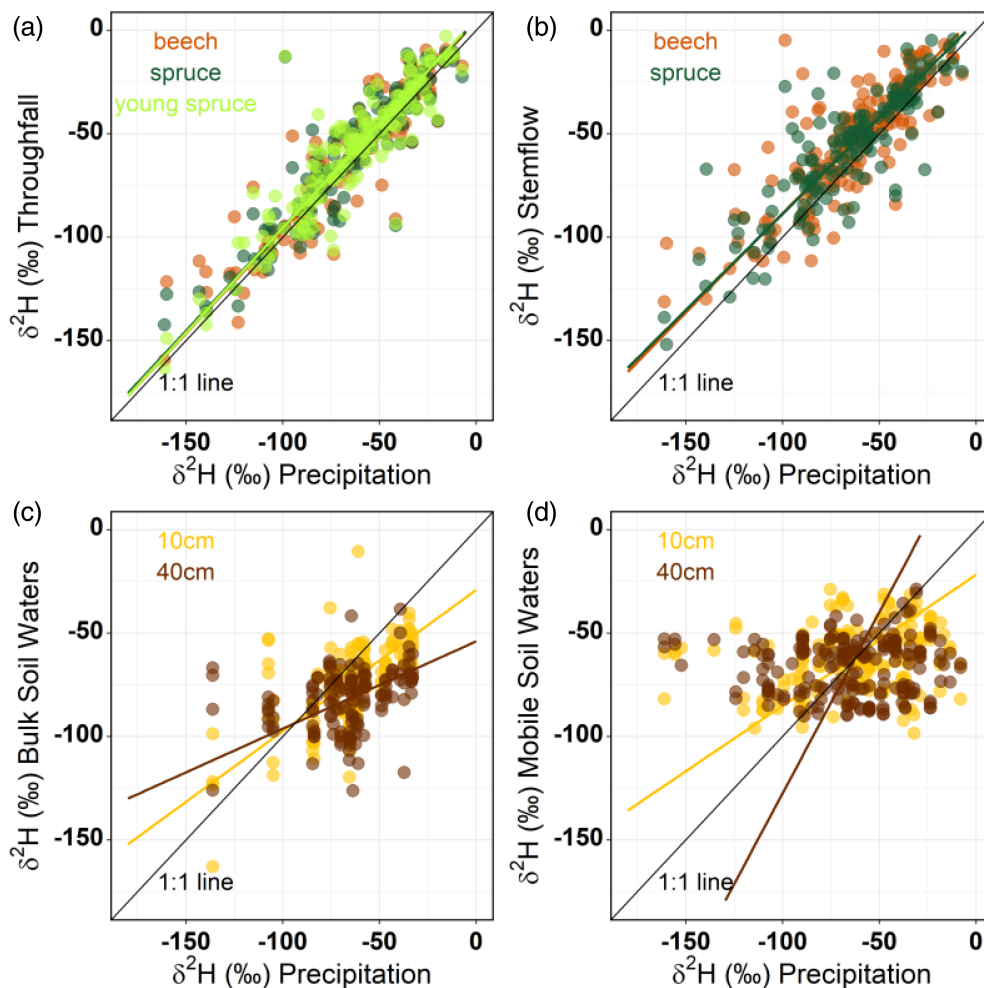 (a)
0
-50
-100
-150
δ²H (‰) Throughfall
beech
spruce
young spruce
1:1 line
-150 -100 -50 0
δ²H (‰) Precipitation
(b)
0
-50
-100
-150
δ²H (‰) Stemflow
beech
spruce
1:1 line
-150 -100 -50 0
δ²H (‰) Precipitation
(c)
0
-50
-100
-150
δ²H (‰) Bulk Soil Waters
10cm
40cm
1:1 line
-150 -100 -50 0
δ²H (‰) Precipitation
(d)
0
-50
-100
-150
δ²H (‰) Mobile Soil Waters
10cm
40cm
1:1 line
-150 -100 -50 0
δ²H (‰) Precipitation